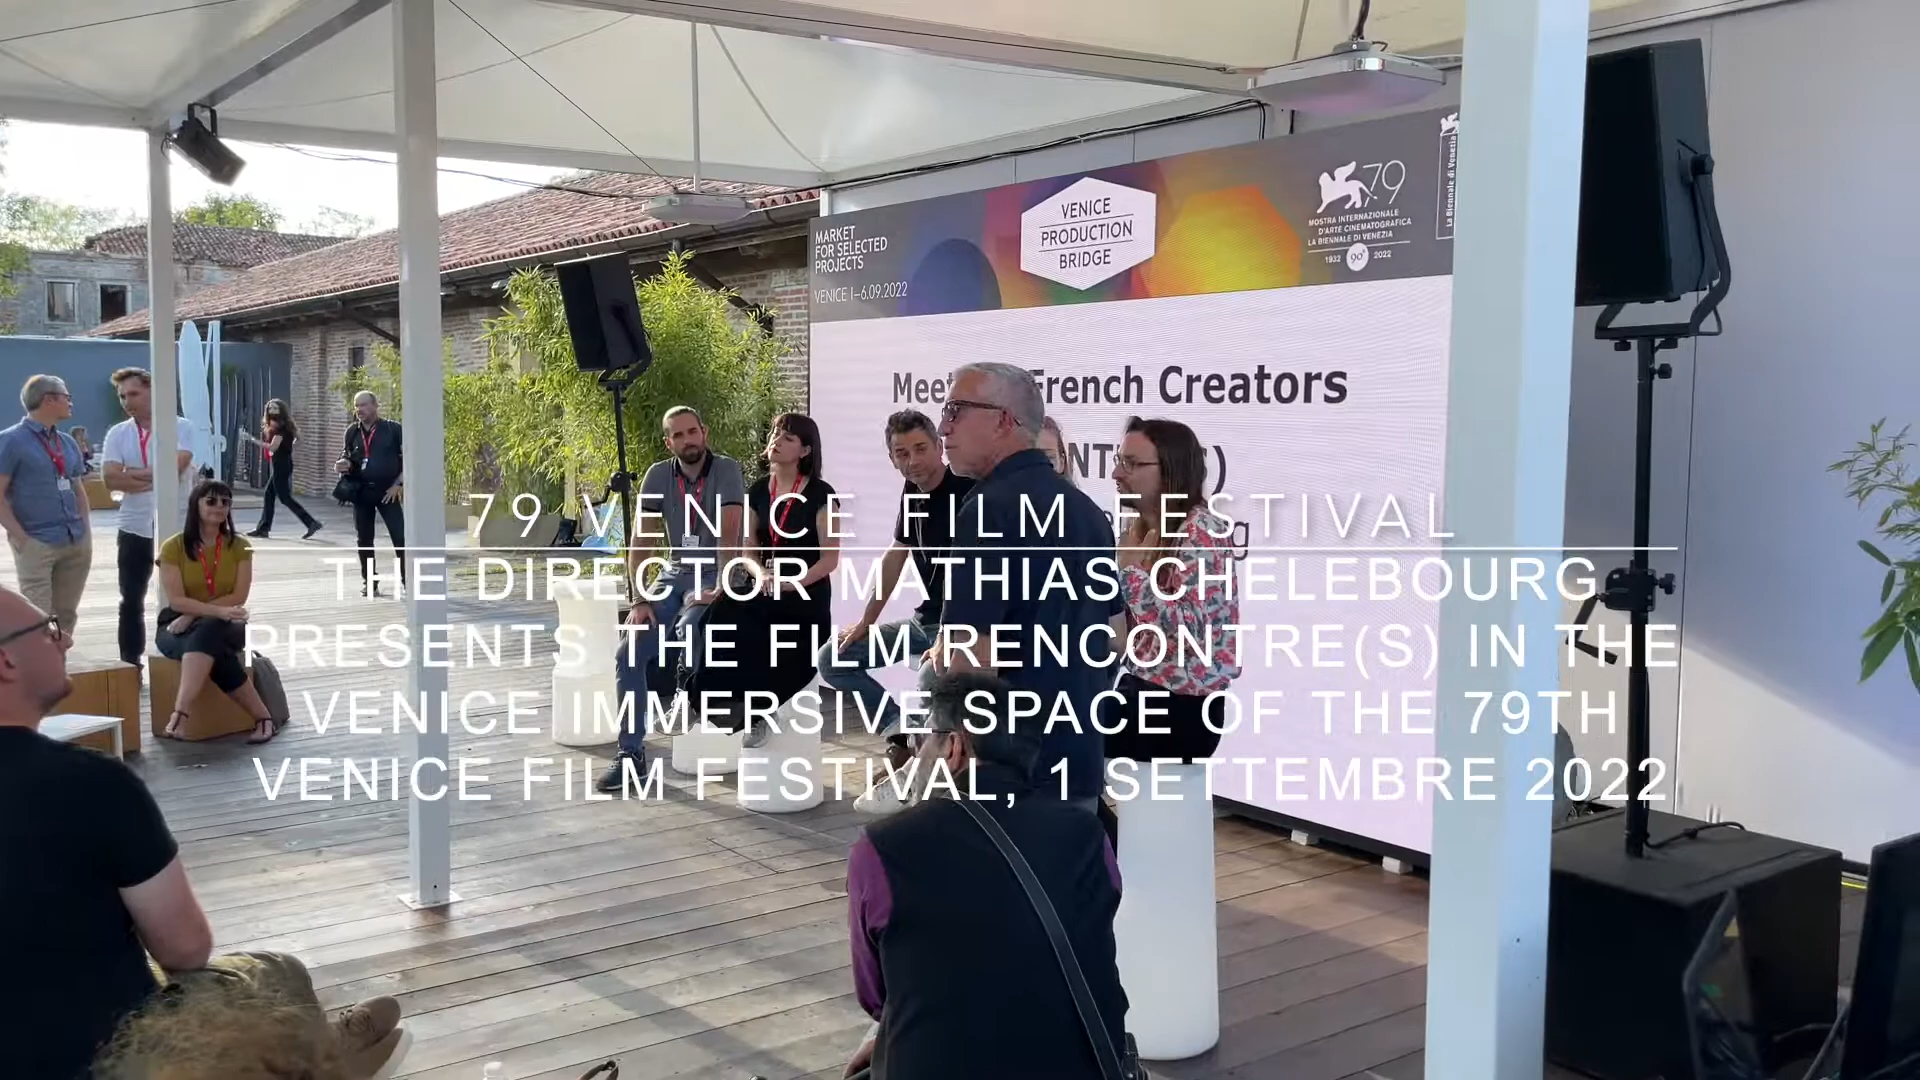 MARKET
FOR SELECTED
PROJECTS
VENICE 1–6.09.2022
VENICE
PRODUCTION
BRIDGE
79
MOSTRA INTERNAZIONALE
D'ARTE CINEMATOGRAFICA
LA BIENNALE DI VENEZIA
1932 90° 2022
La Biennale di Venezia
French Creators
79 VENICE FILM FESTIVAL
THE DIRECTOR MATHIAS CHELEBOURG
PRESENTS THE FILM RENCONTRE(S) IN THE
VENICE IMMERSIVE SPACE OF THE 79TH
VENICE FILM FESTIVAL, 1 SETTEMBRE 2022